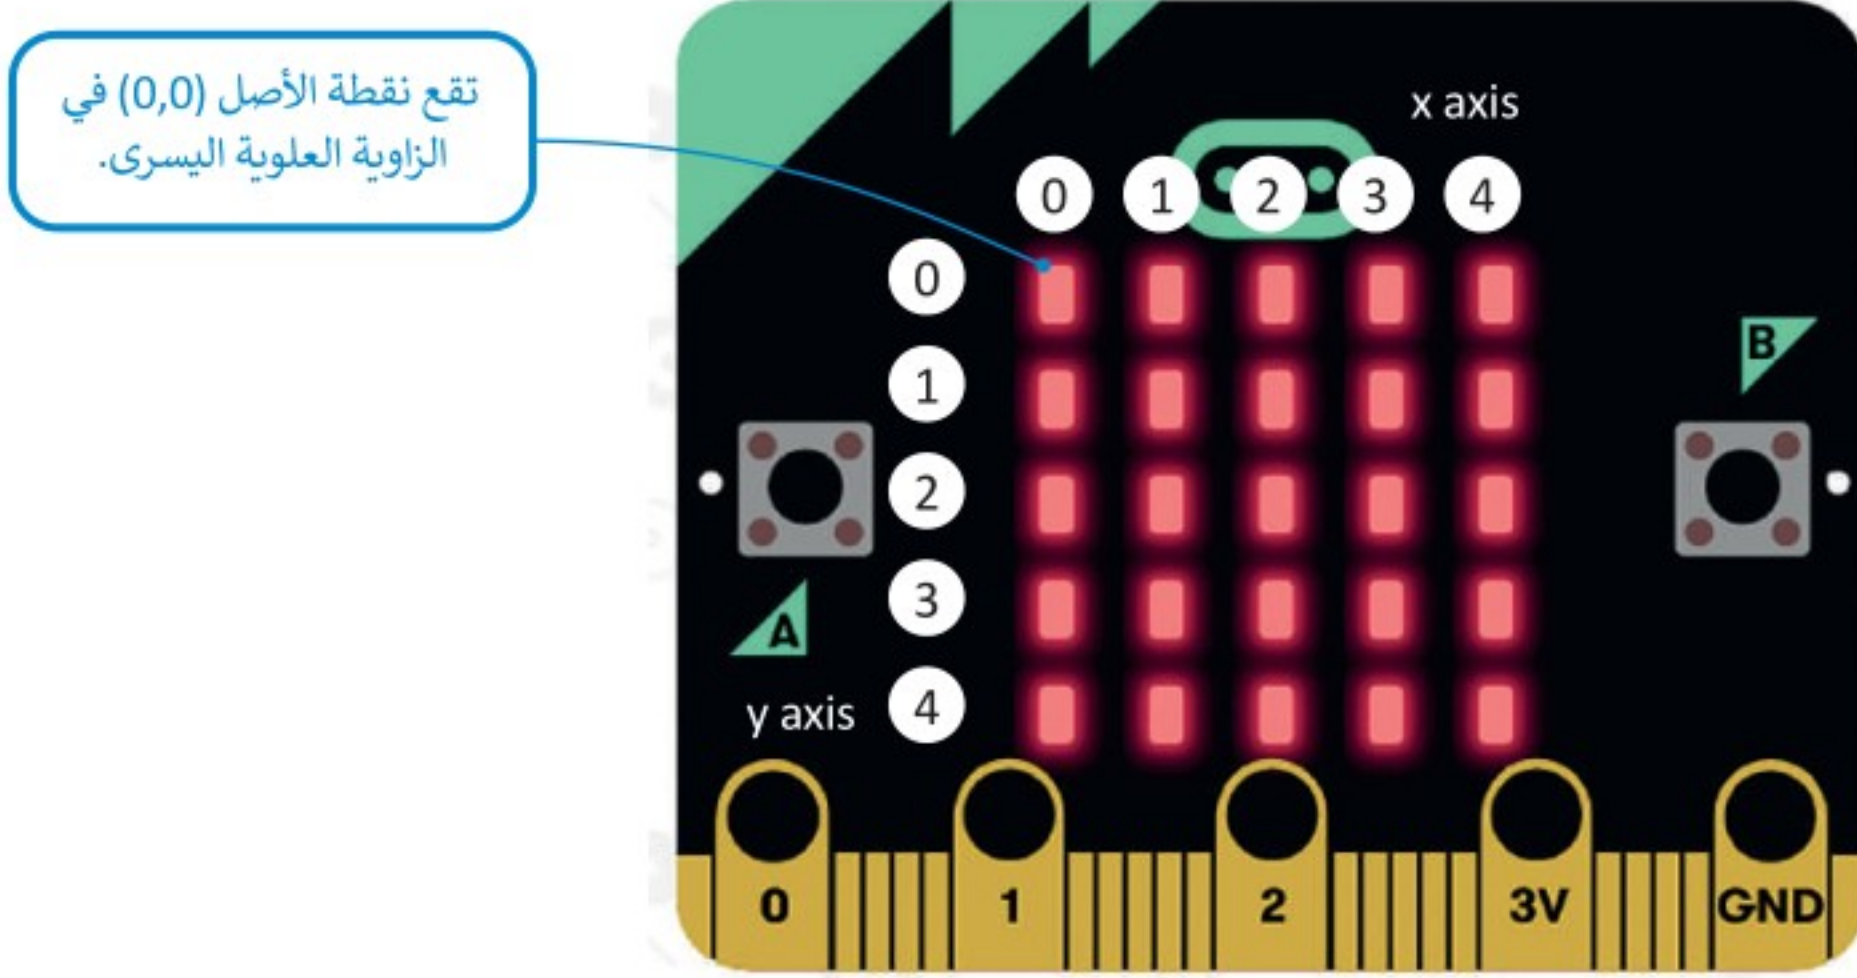 تقع نقطة الأصل (0,0) في
الزاوية العلوية اليسرى.
x axis
0 1 2 3 4
0
1
2
3
4
B
A
y axis
0 1 2 3V GND